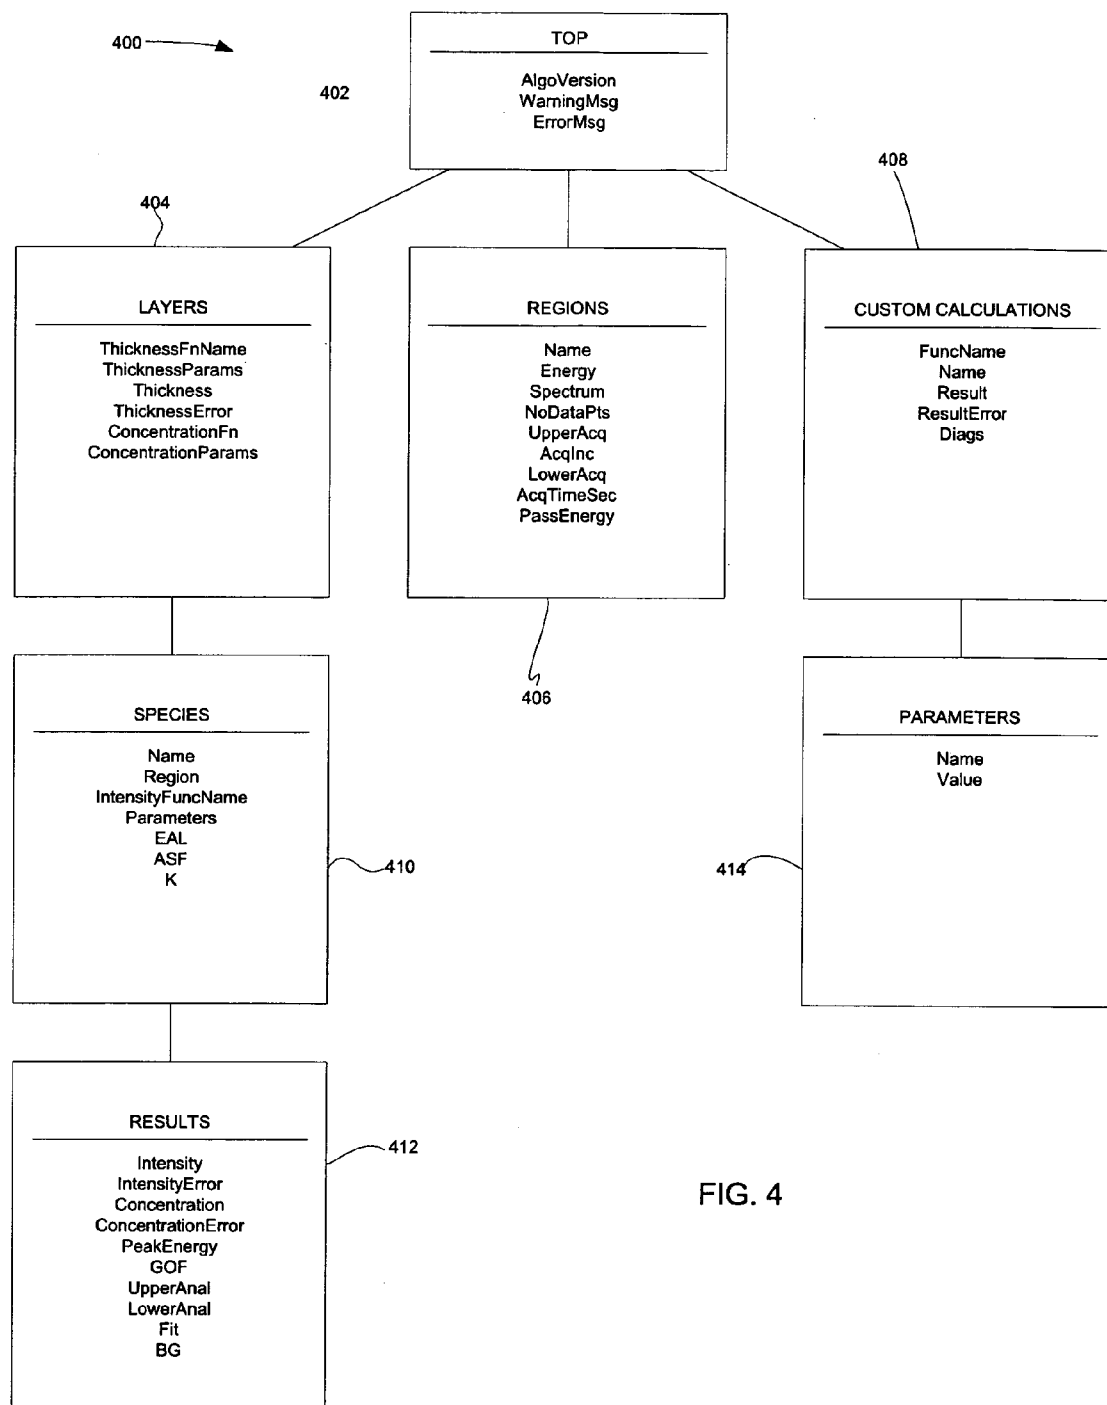 400
402
TOP
AlgoVersion
WarningMsg
ErrorMsg
408
404
LAYERS
ThicknessFnName
ThicknessParams
Thickness
ThicknessError
ConcentrationFn
ConcentrationParams
REGIONS
Name
Energy
Spectrum
NoDataPts
UpperAcq
AcqInc
LowerAcq
AcqTimeSec
PassEnergy
CUSTOM CALCULATIONS
FuncName
Name
Result
ResultError
Diags
406
SPECIES
Name
Region
IntensityFuncName
Parameters
EAL
ASF
K
410
414
PARAMETERS
Name
Value
RESULTS
Intensity
IntensityError
Concentration
ConcentrationError
PeakEnergy
GOF
UpperAnal
LowerAnal
Fit
BG
412
FIG. 4